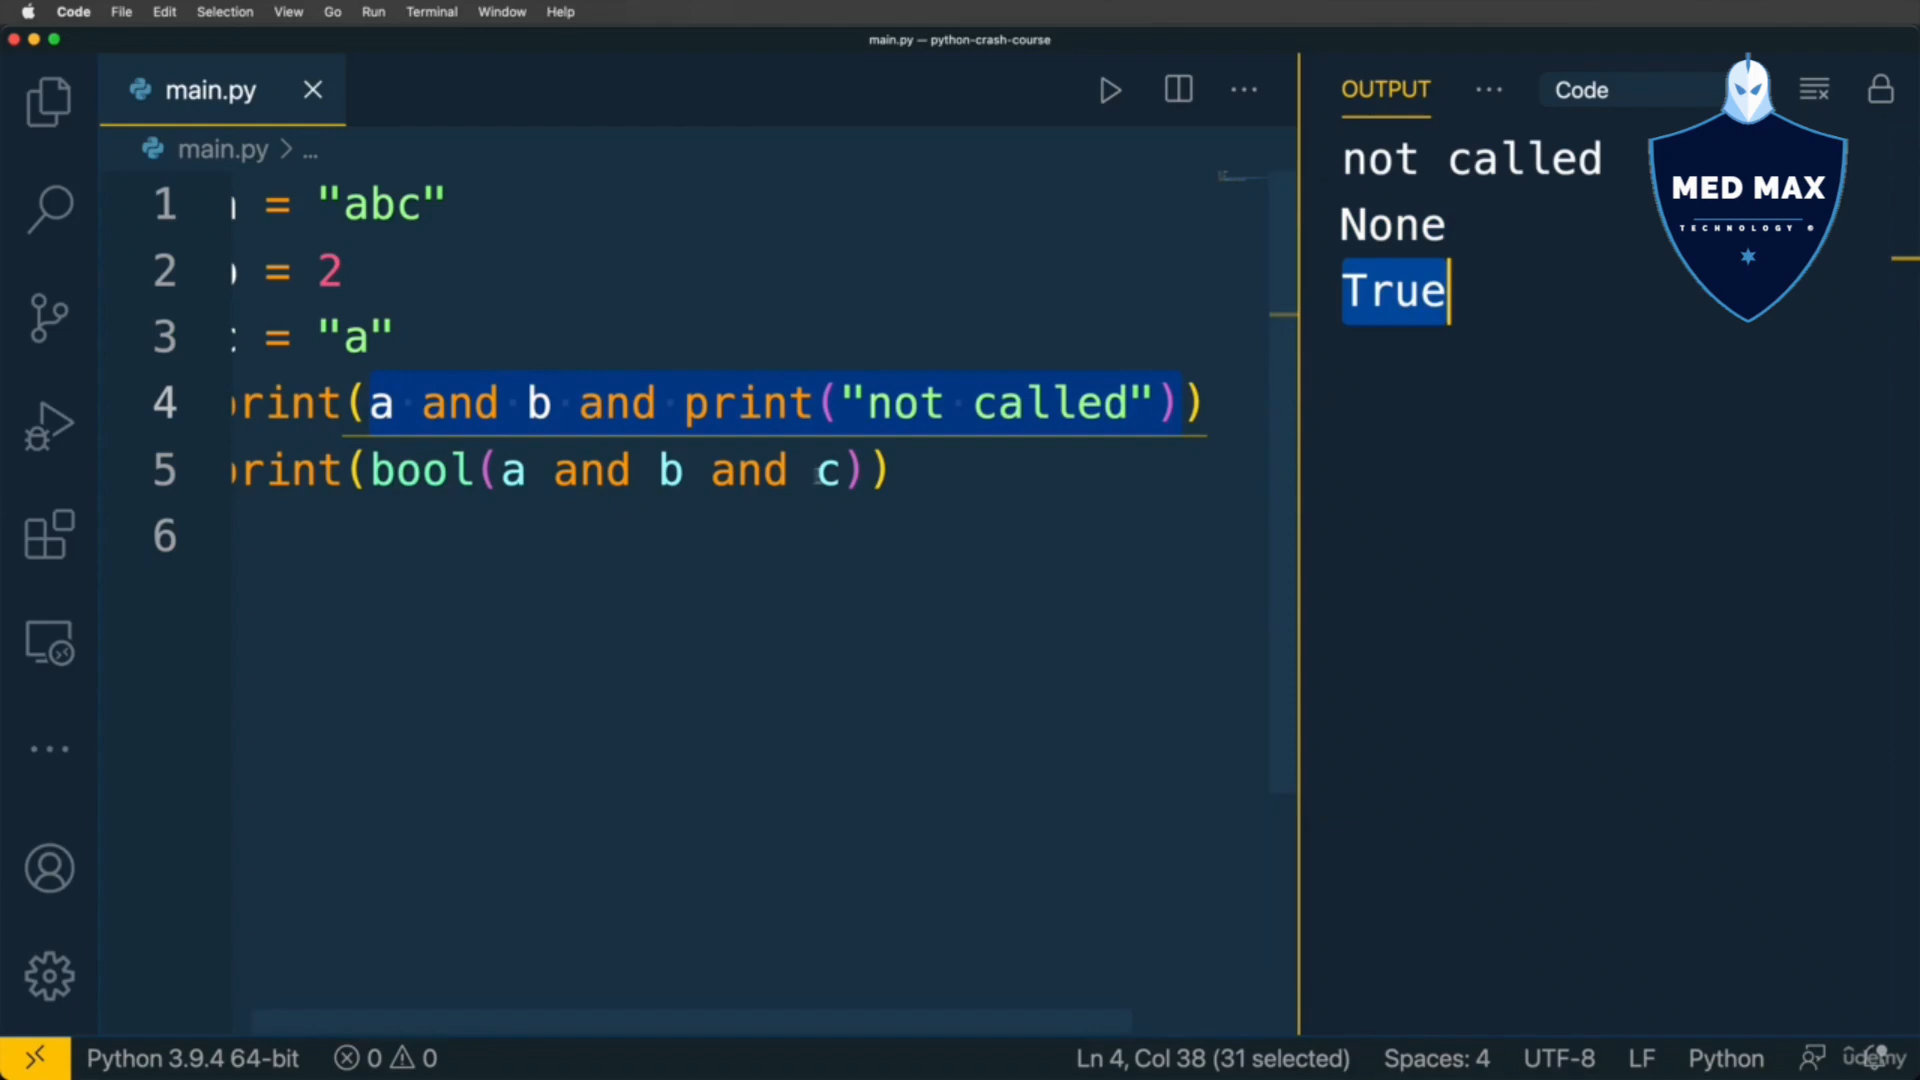 Code File Edit Selection View Go Run Terminal Window Help
main.py — python-crash-course
main.py
OUTPUT
Code
main.py > ...
1 = "abc"
2 = 2
3 = "a"
4 print(a and b and print("not called"))
5 print(bool(a and b and c))
6
not called
None
True
MED MAX
TECHNOLOGY ®
Python 3.9.4 64-bit 0 0 Ln 4, Col 38 (31 selected) Spaces: 4 UTF-8 LF Python
udemy